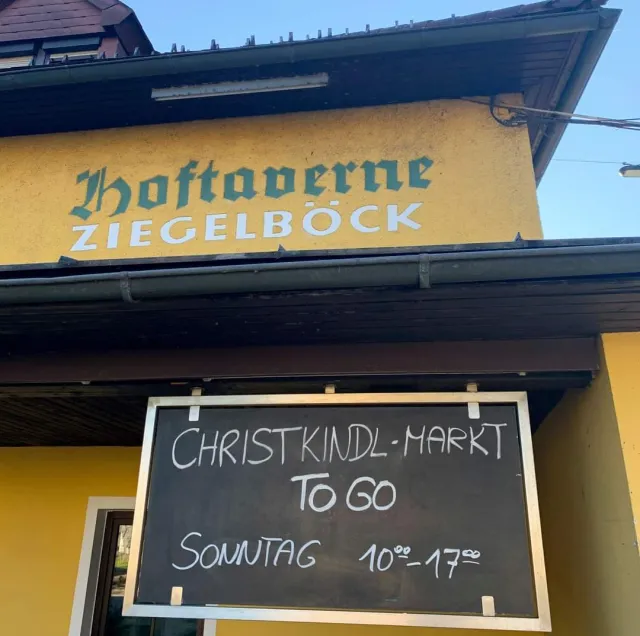 Hoftaverne
ZIEGELBÖCK
CHRISTKINDL-MARKT
TO GO
SONNTAG 10⁰⁰-17⁰⁰